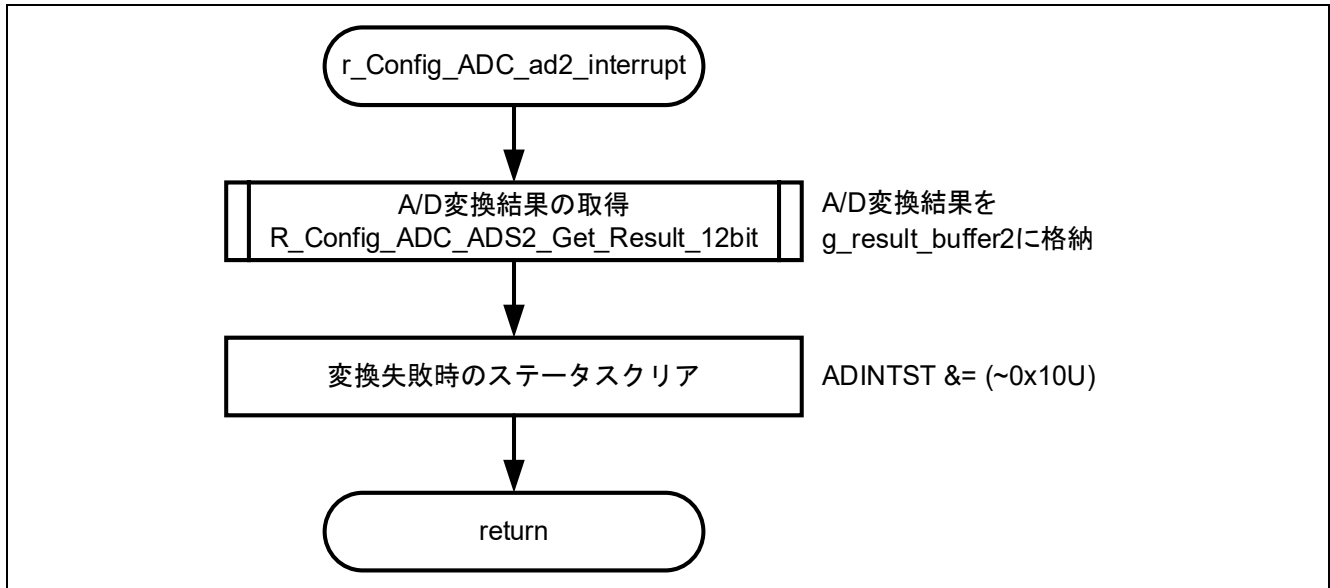 r_Config_ADC_ad2_interrupt
A/D変換結果の取得
R_Config_ADC_ADS2_Get_Result_12bit
A/D変換結果を
g_result_buffer2に格納
変換失敗時のステータスクリア
ADINTST &= (~0x10U)
return